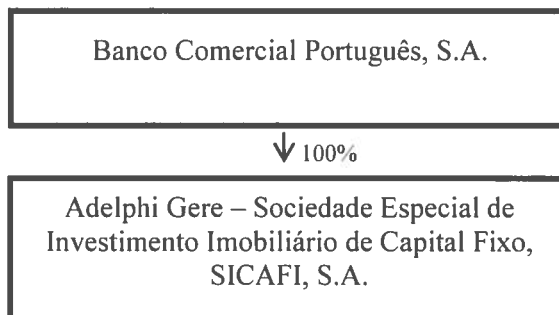 Banco Comercial Português, S.A.
↓ 100%
Adelphi Gere – Sociedade Especial de
Investimento Imobiliário de Capital Fixo,
SICAFI, S.A.